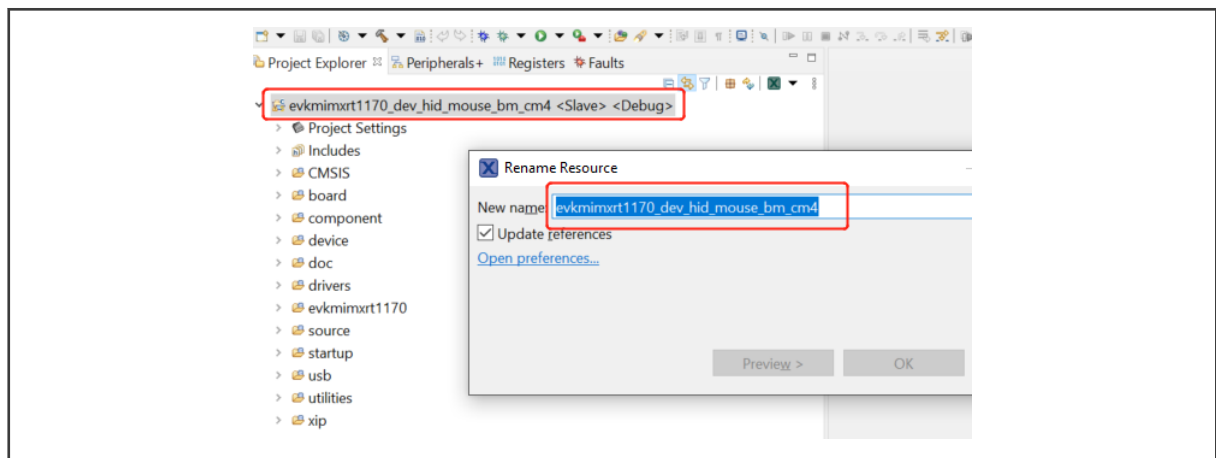 Project Explorer Peripherals+ Registers Faults
evkmimxrt1170_dev_hid_mouse_bm_cm4 <Slave> <Debug>
Project Settings
Includes
CMSIS
board
component
device
doc
drivers
evkmimxrt1170
source
startup
usb
utilities
xip
Rename Resource
New name: evkmimxrt1170_dev_hid_mouse_bm_cm4
Update references
Open preferences...
Preview >
OK